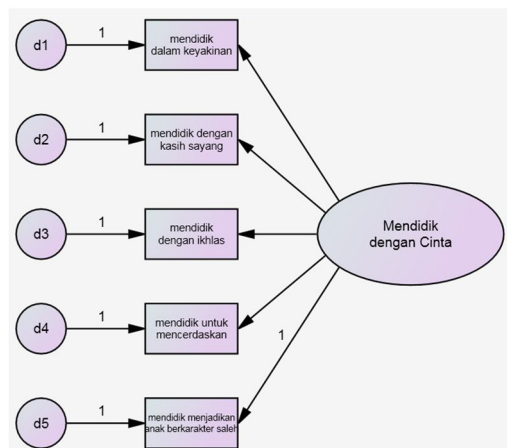 d1
1
mendidik
dalam keyakinan
d2
1
mendidik dengan
kasih sayang
d3
1
mendidik
dengan ikhlas
Mendidik
dengan Cinta
d4
1
mendidik untuk
mencerdaskan
1
d5
1
mendidik menjadikan
anak berkarakter saleh